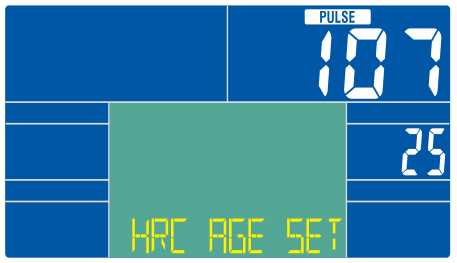 PULSE
107
25
HRC AGE SET